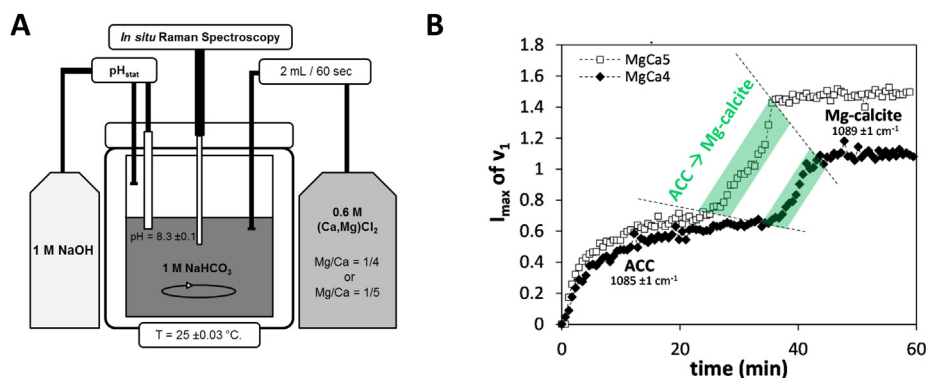 A
In situ Raman Spectroscopy
pHstat
2 mL / 60 sec
1 M NaOH
pH = 8.3 ±0.1
1 M NaHCO3
0.6 M
(Ca,Mg)Cl2
Mg/Ca = 1/4
or
Mg/Ca = 1/5
T = 25 ±0.03 °C.
B
Imax of v1
1.8
1.6
1.4
1.2
1
0.8
0.6
0.4
0.2
0
MgCa5
MgCa4
ACC → Mg-calcite
Mg-calcite
1089 ±1 cm-1
ACC
1085 ±1 cm-1
0
20
40
60
time (min)